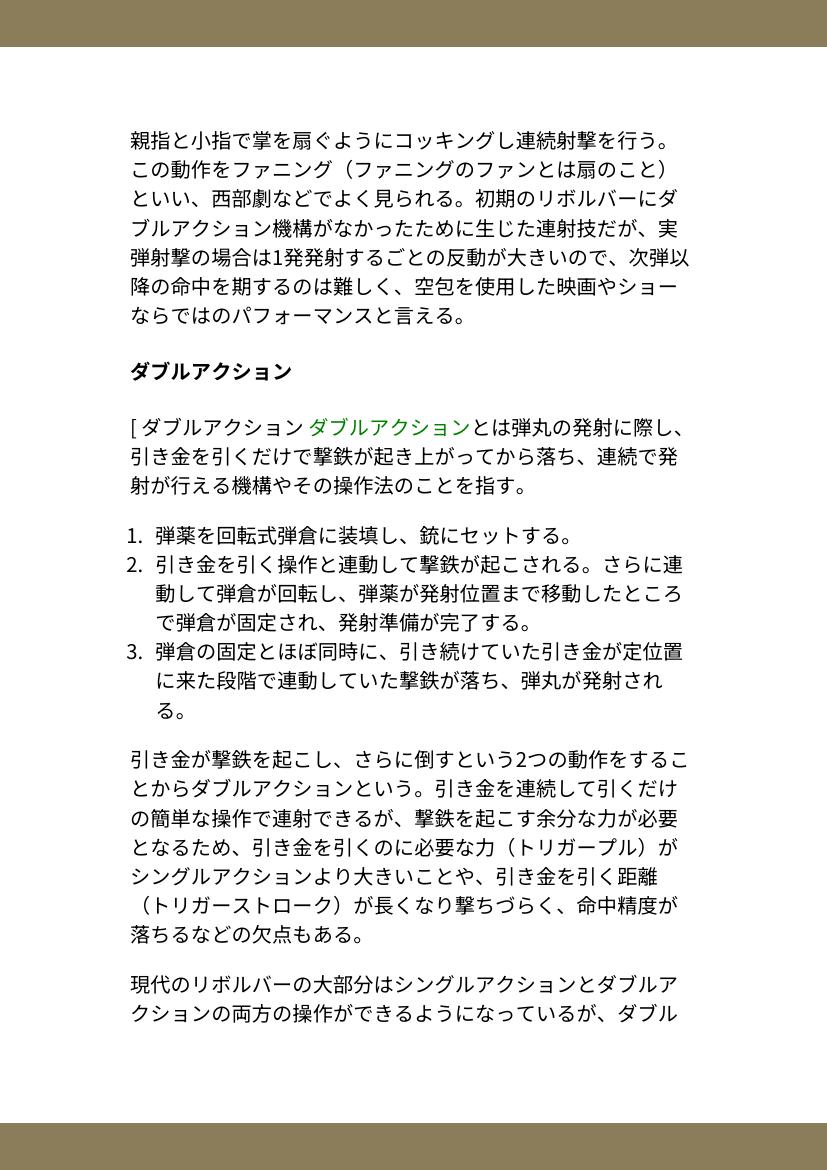 親指と小指で掌を扇ぐようにコッキングし連続射撃を行う。
この動作をファニング（ファニングのファンとは扇のこと）
といい、西部劇などでよく見られる。初期のリボルバーにダ
ブルアクション機構がなかったために生じた連射技だが、実
弾射撃の場合は1発発射するごとの反動が大きいので、次弾以
降の命中を期するのは難しく、空包を使用した映画やショー
ならではのパフォーマンスと言える。
ダブルアクション
[ ダブルアクション ダブルアクションとは弾丸の発射に際し、
引き金を引くだけで撃鉄が起き上がってから落ち、連続で発
射が行える機構やその操作法のことを指す。
1. 弾薬を回転式弾倉に装填し、銃にセットする。
2. 引き金を引く操作と連動して撃鉄が起こされる。さらに連
動して弾倉が回転し、弾薬が発射位置まで移動したところ
で弾倉が固定され、発射準備が完了する。
3. 弾倉の固定とほぼ同時に、引き続けていた引き金が定位置
に来た段階で連動していた撃鉄が落ち、弾丸が発射され
る。
引き金が撃鉄を起こし、さらに倒すという2つの動作をするこ
とからダブルアクションという。引き金を連続して引くだけ
の簡単な操作で連射できるが、撃鉄を起こす余分な力が必要
となるため、引き金を引くのに必要な力（トリガープル）が
シングルアクションより大きいことや、引き金を引く距離
（トリガーストローク）が長くなり撃ちづらく、命中精度が
落ちるなどの欠点もある。
現代のリボルバーの大部分はシングルアクションとダブルア
クションの両方の操作ができるようになっているが、ダブル